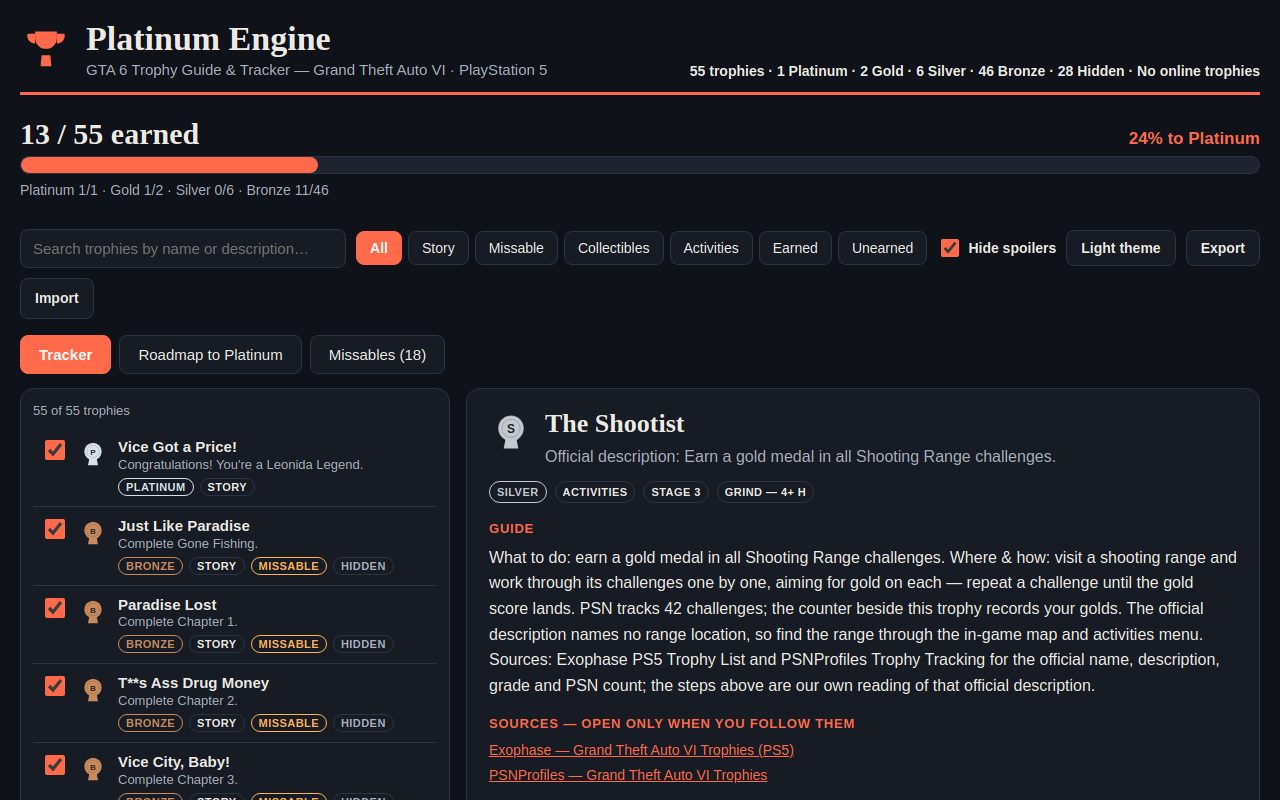 Platinum Engine
GTA 6 Trophy Guide & Tracker — Grand Theft Auto VI · PlayStation 5
55 trophies · 1 Platinum · 2 Gold · 6 Silver · 46 Bronze · 28 Hidden · No online trophies
13 / 55 earned
24% to Platinum
Platinum 1/1 · Gold 1/2 · Silver 0/6 · Bronze 11/46
Search trophies by name or description…
All
Story
Missable
Collectibles
Activities
Earned
Unearned
Hide spoilers
Light theme
Export
Import
Tracker
Roadmap to Platinum
Missables (18)
55 of 55 trophies
P
Vice Got a Price!
Congratulations! You're a Leonida Legend.
PLATINUM STORY
B
Just Like Paradise
Complete Gone Fishing.
BRONZE STORY MISSABLE HIDDEN
B
Paradise Lost
Complete Chapter 1.
BRONZE STORY MISSABLE HIDDEN
B
T**s Ass Drug Money
Complete Chapter 2.
BRONZE STORY MISSABLE HIDDEN
B
Vice City, Baby!
Complete Chapter 3.
BRONZE STORY MISSABLE HIDDEN
S
The Shootist
Official description: Earn a gold medal in all Shooting Range challenges.
SILVER ACTIVITIES STAGE 3 GRIND — 4+ H
GUIDE
What to do: earn a gold medal in all Shooting Range challenges. Where & how: visit a shooting range and
work through its challenges one by one, aiming for gold on each — repeat a challenge until the gold
score lands. PSN tracks 42 challenges; the counter beside this trophy records your golds. The official
description names no range location, so find the range through the in-game map and activities menu.
Sources: Exophase PS5 Trophy List and PSNProfiles Trophy Tracking for the official name, description,
grade and PSN count; the steps above are our own reading of that official description.
SOURCES — OPEN ONLY WHEN YOU FOLLOW THEM
Exophase — Grand Theft Auto VI Trophies (PS5)
PSNProfiles — Grand Theft Auto VI Trophies